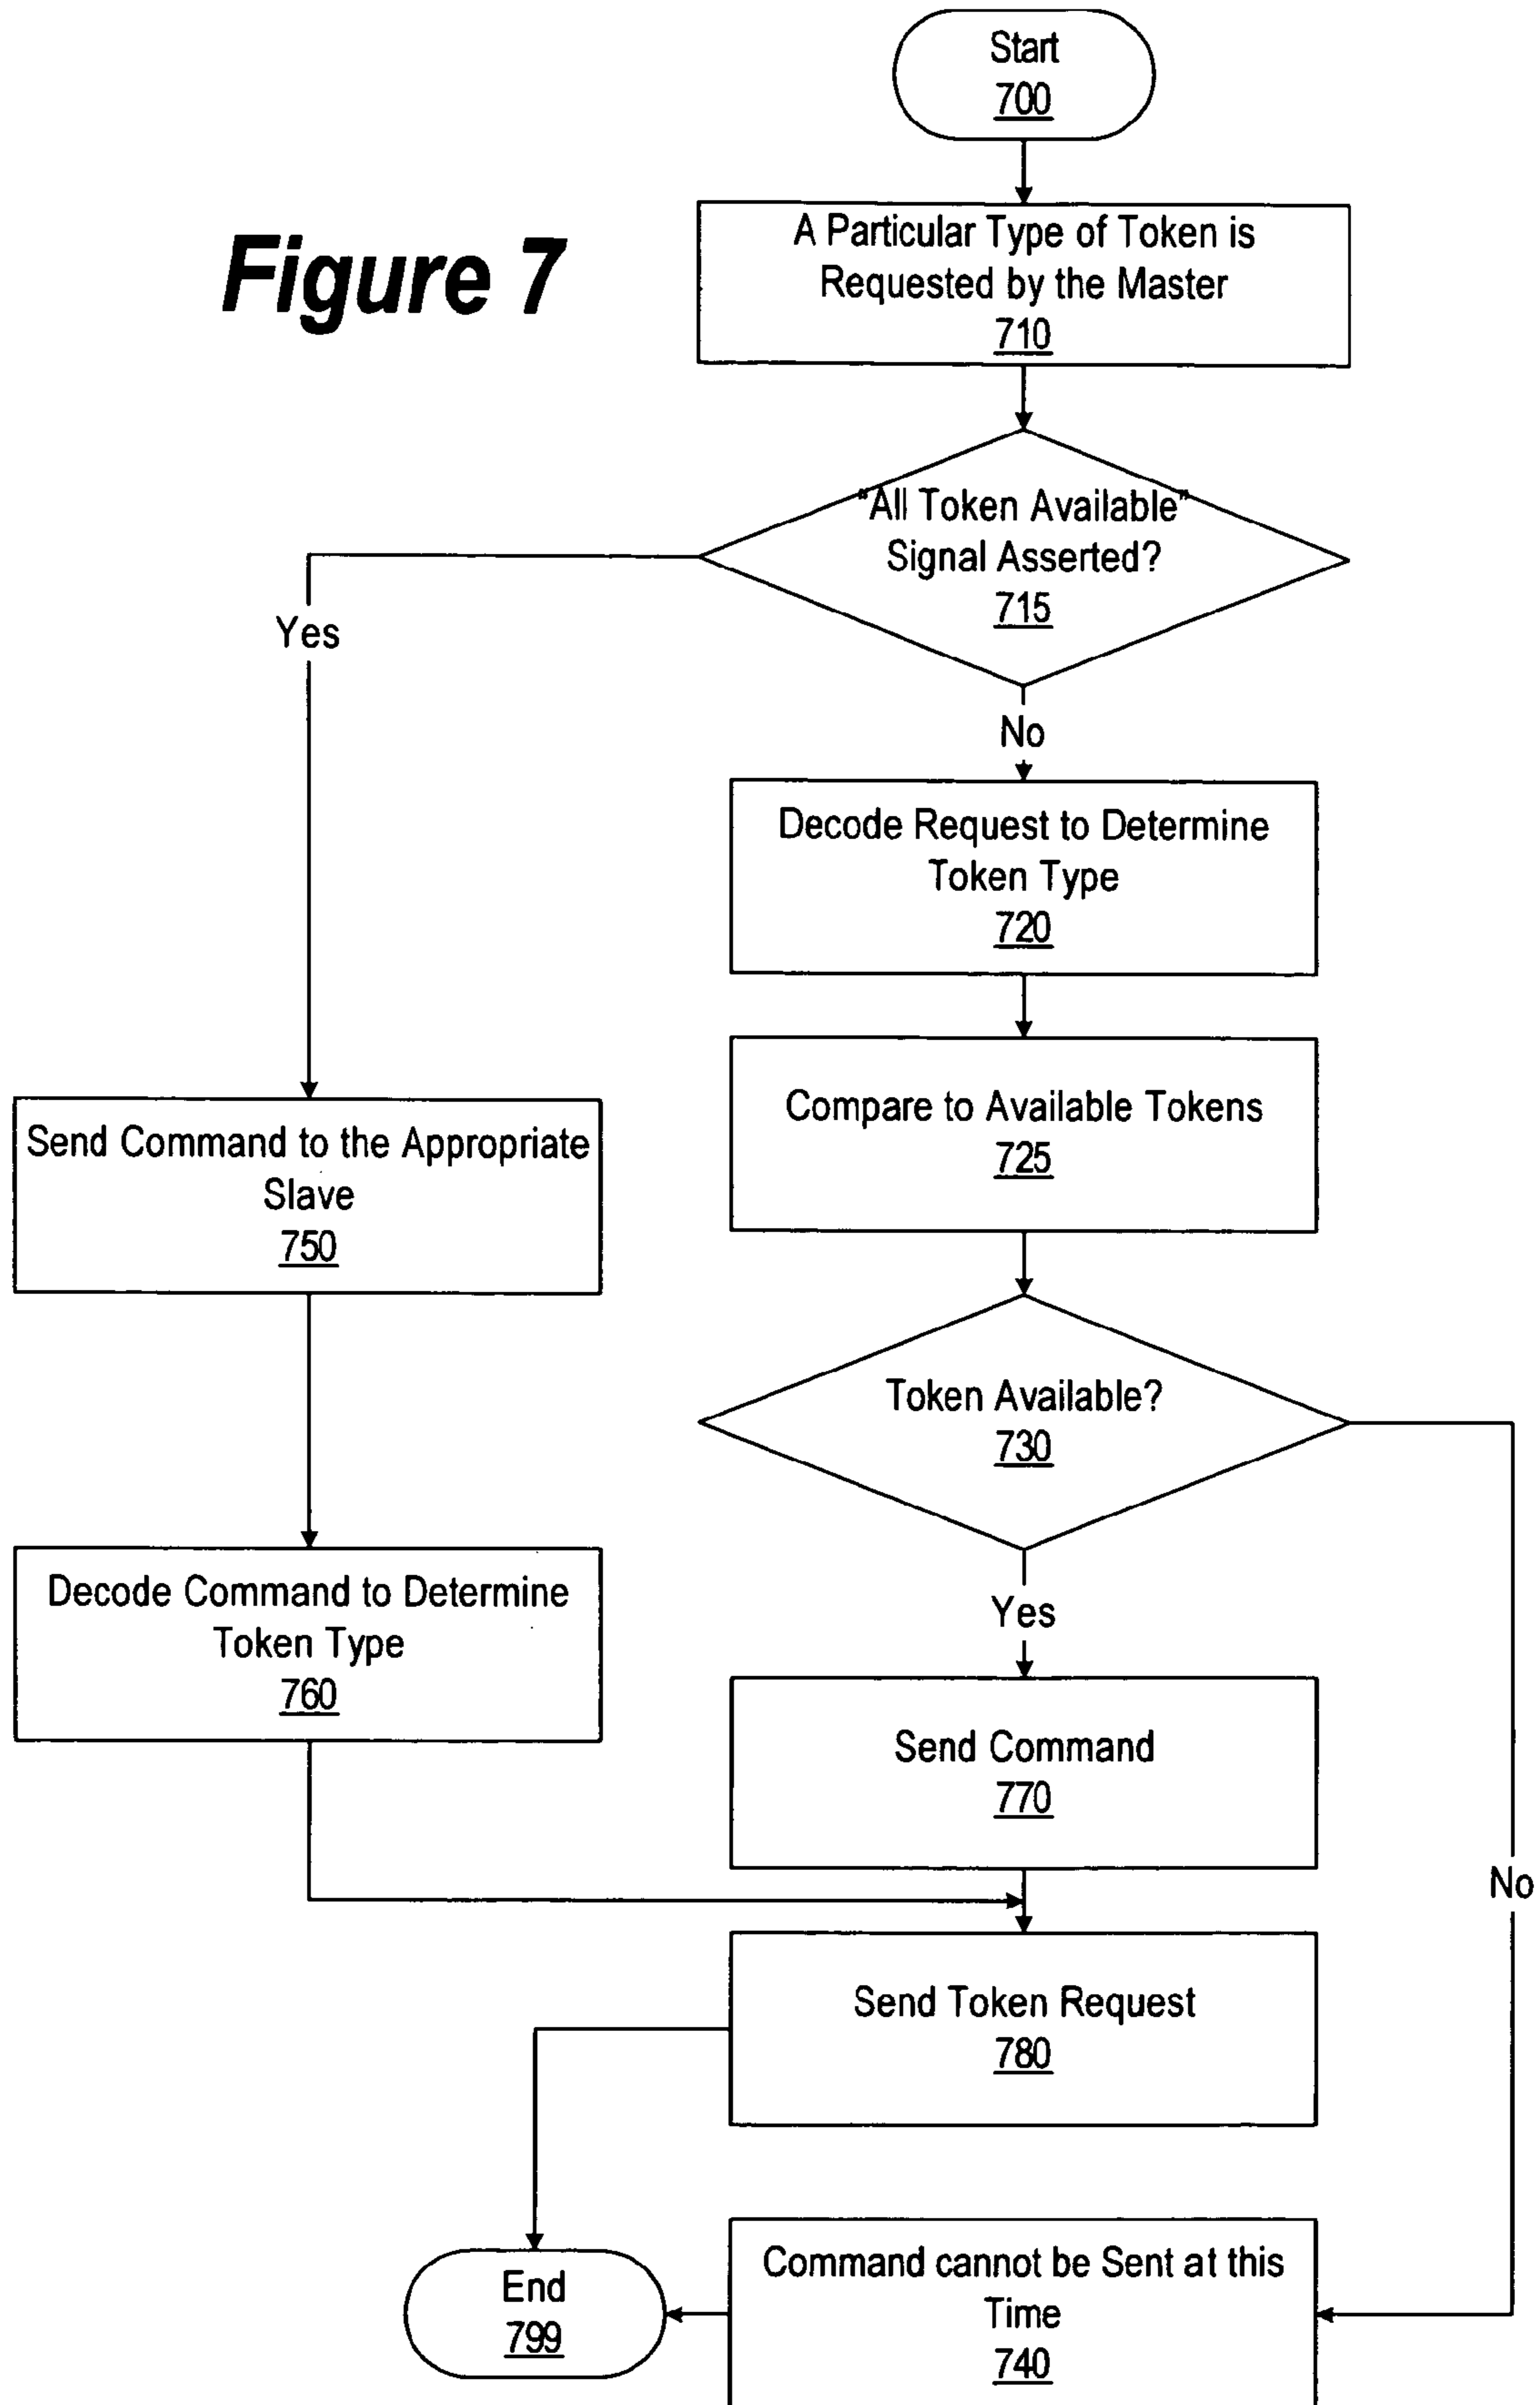 Start
700
Figure 7
A Particular Type of Token is
Requested by the Master
710
"All Token Available"
Signal Asserted?
715
Yes
No
Decode Request to Determine
Token Type
720
Compare to Available Tokens
725
Send Command to the Appropriate
Slave
750
Token Available?
730
Decode Command to Determine
Token Type
760
Yes
Send Command
770
No
Send Token Request
780
End
799
Command cannot be Sent at this
Time
740